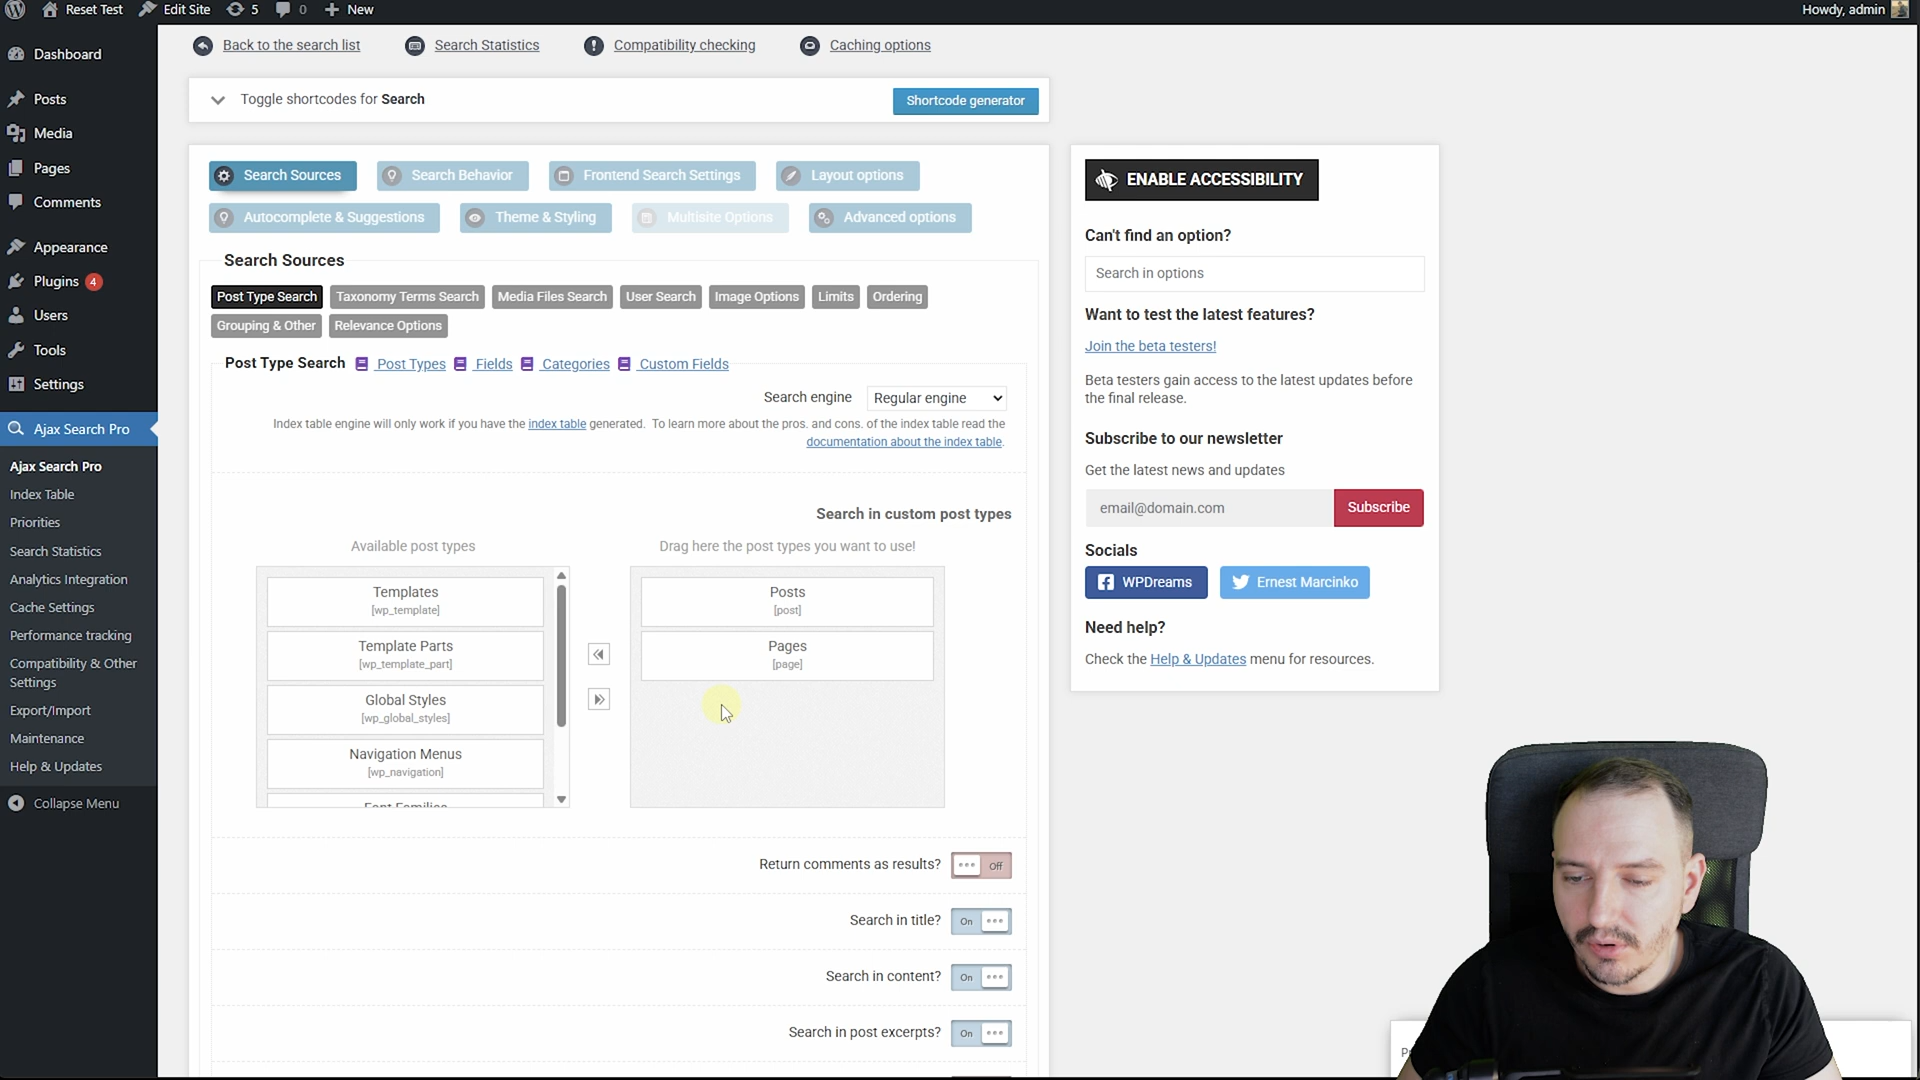 Reset Test
Edit Site
5
0
New
Howdy, admin
Dashboard
Posts
Media
Pages
Comments
Appearance
Plugins 4
Users
Tools
Settings
Ajax Search Pro
Ajax Search Pro
Index Table
Priorities
Search Statistics
Analytics Integration
Cache Settings
Performance tracking
Compatibility & Other
Settings
Export/Import
Maintenance
Help & Updates
Collapse Menu
Back to the search list
Search Statistics
Compatibility checking
Caching options
Toggle shortcodes for Search
Shortcode generator
Search Sources
Search Behavior
Frontend Search Settings
Layout options
Autocomplete & Suggestions
Theme & Styling
Multisite Options
Advanced options
Search Sources
Post Type Search
Taxonomy Terms Search
Media Files Search
User Search
Image Options
Limits
Ordering
Grouping & Other
Relevance Options
Post Type Search
Post Types
Fields
Categories
Custom Fields
Search engine
Regular engine
Index table engine will only work if you have the index table generated. To learn more about the pros. and cons. of the index table read the
documentation about the index table.
Search in custom post types
Available post types
Drag here the post types you want to use!
Templates
[wp_template]
Template Parts
[wp_template_part]
Global Styles
[wp_global_styles]
Navigation Menus
[wp_navigation]
Font Families
Posts
[post]
Pages
[page]
Return comments as results?
Off
Search in title?
On
Search in content?
On
Search in post excerpts?
On
ENABLE ACCESSIBILITY
Can't find an option?
Search in options
Want to test the latest features?
Join the beta testers!
Beta testers gain access to the latest updates before
the final release.
Subscribe to our newsletter
Get the latest news and updates
email@domain.com
Subscribe
Socials
WPDreams
Ernest Marcinko
Need help?
Check the Help & Updates menu for resources.